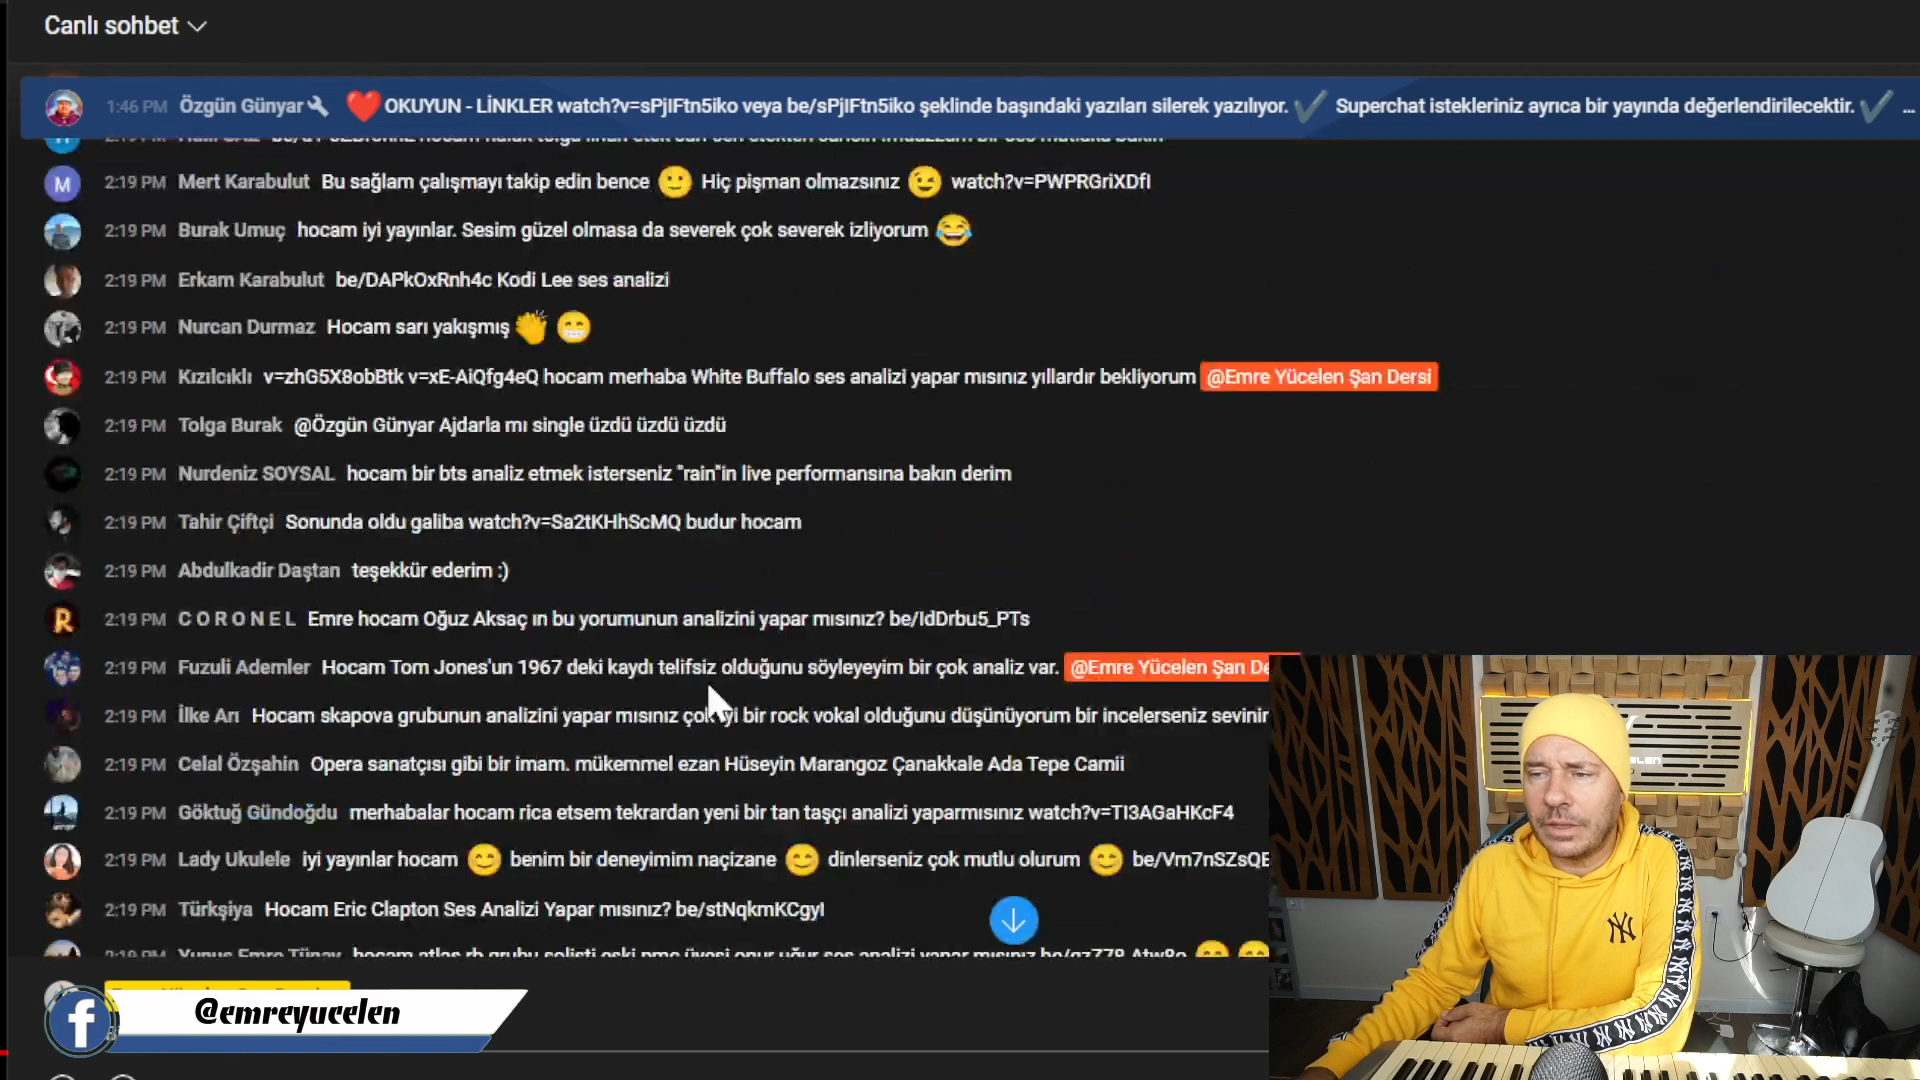 Canlı sohbet
1:46 PM Özgün Günyar ❤️OKUYUN - LİNKLER watch?v=sPjIFtn5iko veya be/sPjIFtn5iko şeklinde başındaki yazıları silerek yazılıyor. ✔️ Superchat istekleriniz ayrıca bir yayında değerlendirilecektir. ✔️ ...
M 2:19 PM Mert Karabulut Bu sağlam çalışmayı takip edin bence 🙂 Hiç pişman olmazsınız 😉 watch?v=PWPRGriXDfI
2:19 PM Burak Umuç hocam iyi yayınlar. Sesim güzel olmasa da severek çok severek izliyorum 😂
2:19 PM Erkam Karabulut be/DAPkOxRnh4c Kodi Lee ses analizi
2:19 PM Nurcan Durmaz Hocam sarı yakışmış 👏 😁
2:19 PM Kızılcıklı v=zhG5X8obBtk v=xE-AiQfg4eQ hocam merhaba White Buffalo ses analizi yapar mısınız yıllardır bekliyorum @Emre Yücelen Şan Dersi
2:19 PM Tolga Burak @Özgün Günyar Ajdarla mı single üzdü üzdü üzdü
2:19 PM Nurdeniz SOYSAL hocam bir bts analiz etmek isterseniz "rain"in live performansına bakın derim
2:19 PM Tahir Çiftçi Sonunda oldu galiba watch?v=Sa2tKHhScMQ budur hocam
2:19 PM Abdulkadir Daştan teşekkür ederim :)
R 2:19 PM C O R O N E L Emre hocam Oğuz Aksaç ın bu yorumunun analizini yapar mısınız? be/IdDrbu5_PTs
2:19 PM Fuzuli Ademler Hocam Tom Jones'un 1967 deki kaydı telifsiz olduğunu söyleyeyim bir çok analiz var. @Emre Yücelen Şan De
2:19 PM İlke Arı Hocam skapova grubunun analizini yapar mısınız bir rock vokal olduğunu düşünüyorum bir incelerseniz sevinir
2:19 PM Celal Özşahin Opera sanatçısı gibi bir imam. mükemmel ezan Hüseyin Marangoz Çanakkale Ada Tepe Camii
2:19 PM Göktuğ Gündoğdu merhabalar hocam rica etsem tekrardan yeni bir tan taşçı analizi yaparmısınız watch?v=TI3AGaHKcF4
2:19 PM Lady Ukulele iyi yayınlar hocam 😊 benim bir deneyimim naçizane 😊 dinlerseniz çok mutlu olurum 😊 be/Vm7nSZsQE
2:19 PM Türkşiya Hocam Eric Clapton Ses Analizi Yapar mısınız? be/stNqkmKCgyI
f @emreyucelen
NY